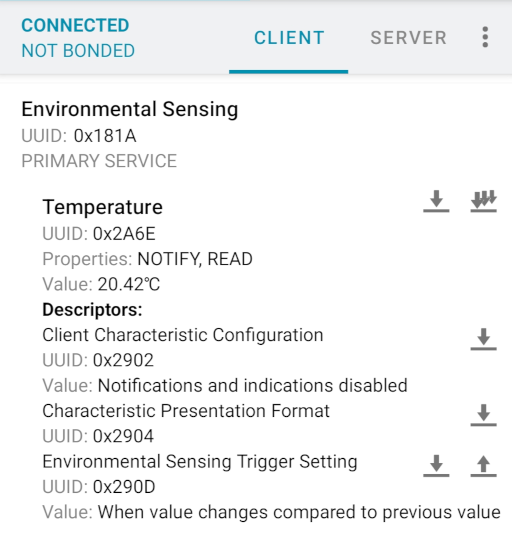 CONNECTED
NOT BONDED
CLIENT
SERVER
Environmental Sensing
UUID: 0x181A
PRIMARY SERVICE
Temperature
UUID: 0x2A6E
Properties: NOTIFY, READ
Value: 20.42°C
Descriptors:
Client Characteristic Configuration
UUID: 0x2902
Value: Notifications and indications disabled
Characteristic Presentation Format
UUID: 0x2904
Environmental Sensing Trigger Setting
UUID: 0x290D
Value: When value changes compared to previous value